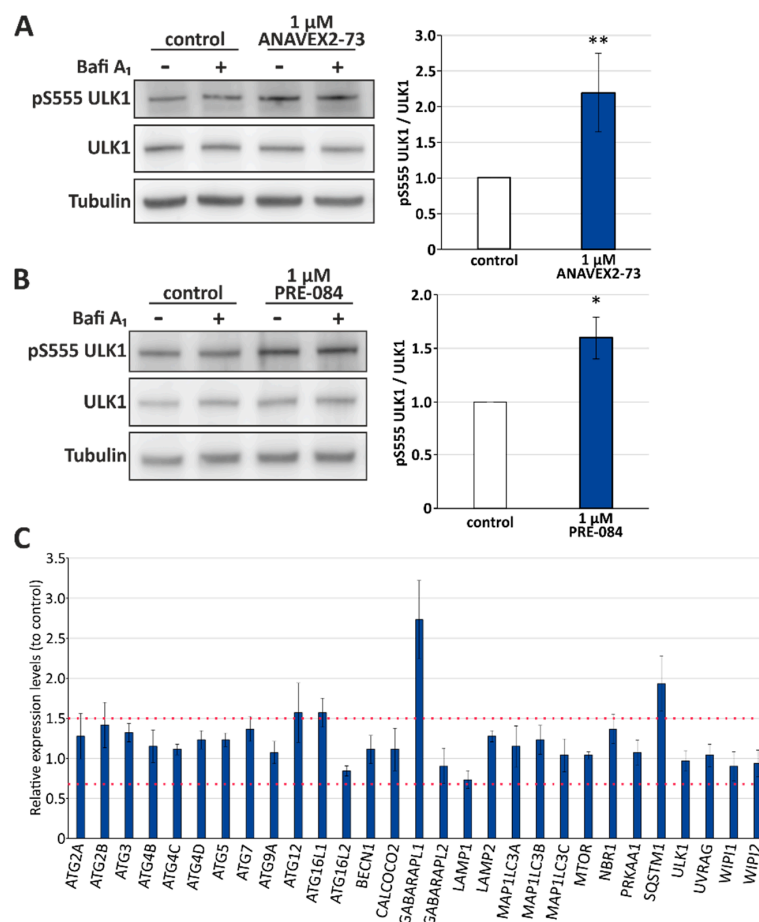 A
control
1 µM
ANAVEX2-73
Bafi A₁
- + - +
pS555 ULK1
ULK1
Tubulin
pS555 ULK1 / ULK1
3.0
2.5
2.0
1.5
1.0
0.5
0
**
control
1 µM
ANAVEX2-73
B
control
1 µM
PRE-084
Bafi A₁
- + - +
pS555 ULK1
ULK1
Tubulin
pS555 ULK1 / ULK1
2.0
1.5
1.0
0.5
0
*
control
1 µM
PRE-084
C
Relative expression levels (to control)
3.5
3.0
2.5
2.0
1.5
1.0
0.5
0
ATG2A
ATG2B
ATG3
ATG4B
ATG4C
ATG4D
ATG5
ATG7
ATG9A
ATG12
ATG16L1
ATG16L2
BECN1
CALCOCO2
GABARAPL1
GABARAPL2
LAMP1
LAMP2
MAP1LC3A
MAP1LC3B
MAP1LC3C
MTOR
NBR1
PRKAA1
SQSTM1
ULK1
UVRAG
WIPI1
WIPI2